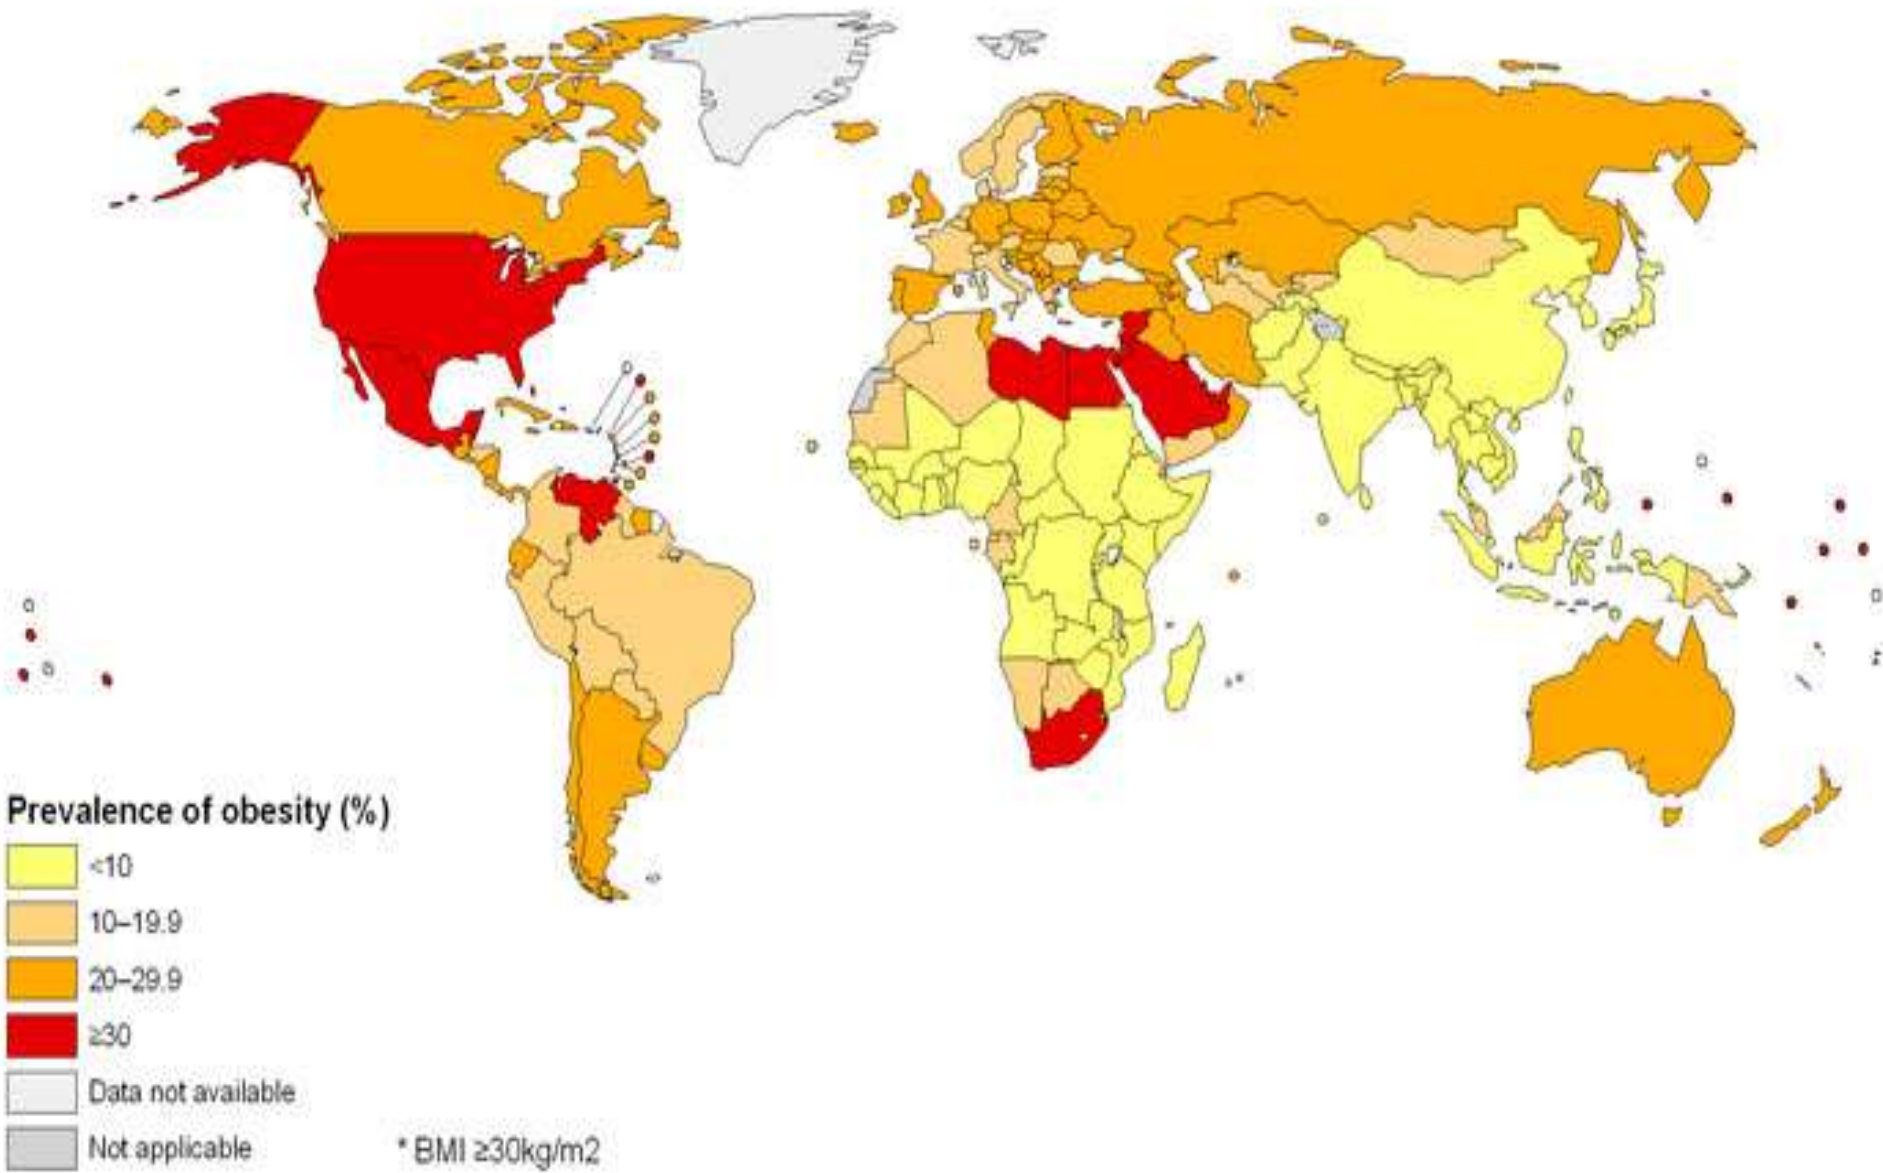 Prevalence of obesity (%)
<10
10–19.9
20–29.9
≥30
Data not available
Not applicable
* BMI ≥30kg/m2